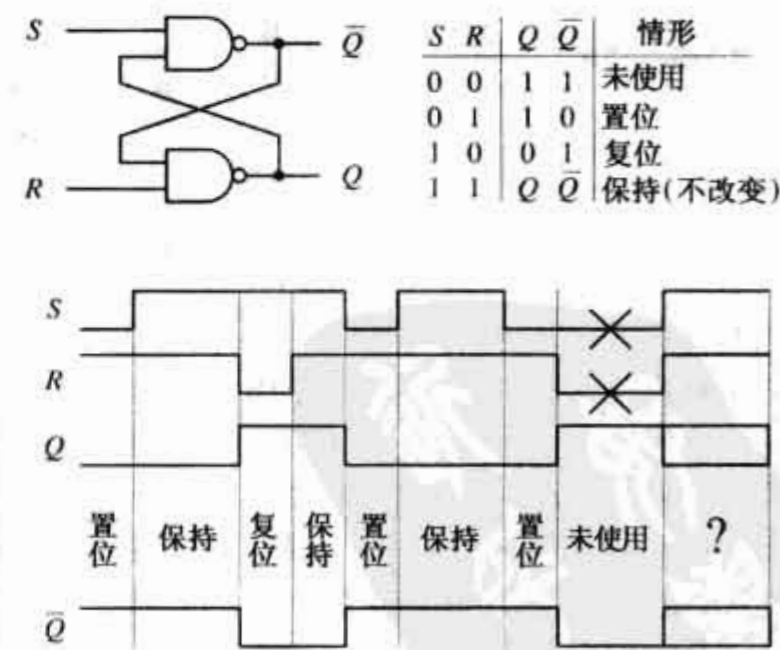 S
Q̅
R
Q
S R Q Q̅ 情形
0 0 1 1 未使用
0 1 1 0 置位
1 0 0 1 复位
1 1 Q Q̅ 保持(不改变)
S
R
Q
置位 保持 复位 保持 置位 保持 置位 未使用 ?
Q̅